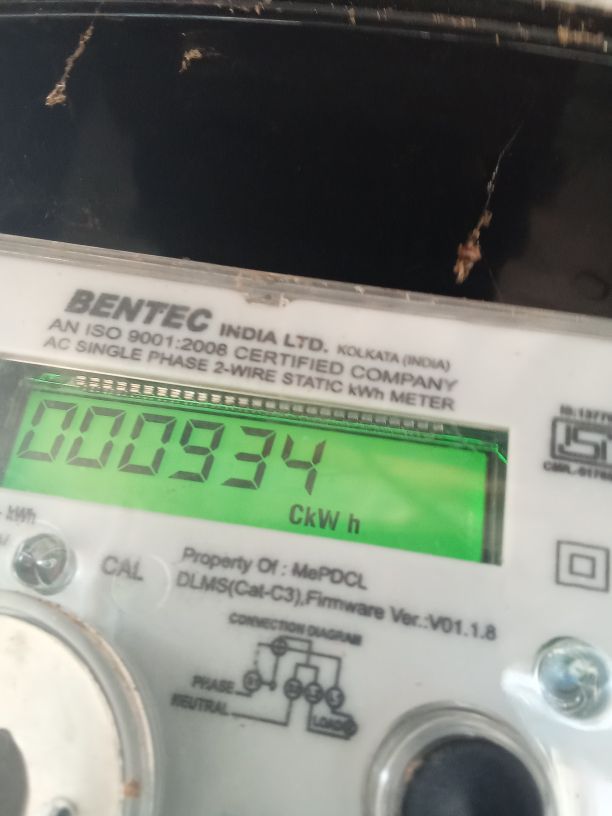 BENTEC INDIA LTD. KOLKATA (INDIA)
AN ISO 9001:2008 CERTIFIED COMPANY
AC SINGLE PHASE 2-WIRE STATIC kWh METER
000934
CkW h
kWh
CAL
Property Of : MePDCL
DLMS(Cat-C3),Firmware Ver.:V01.1.8
CONNECTION DIAGRAM
PHASE
NEUTRAL
LOAD